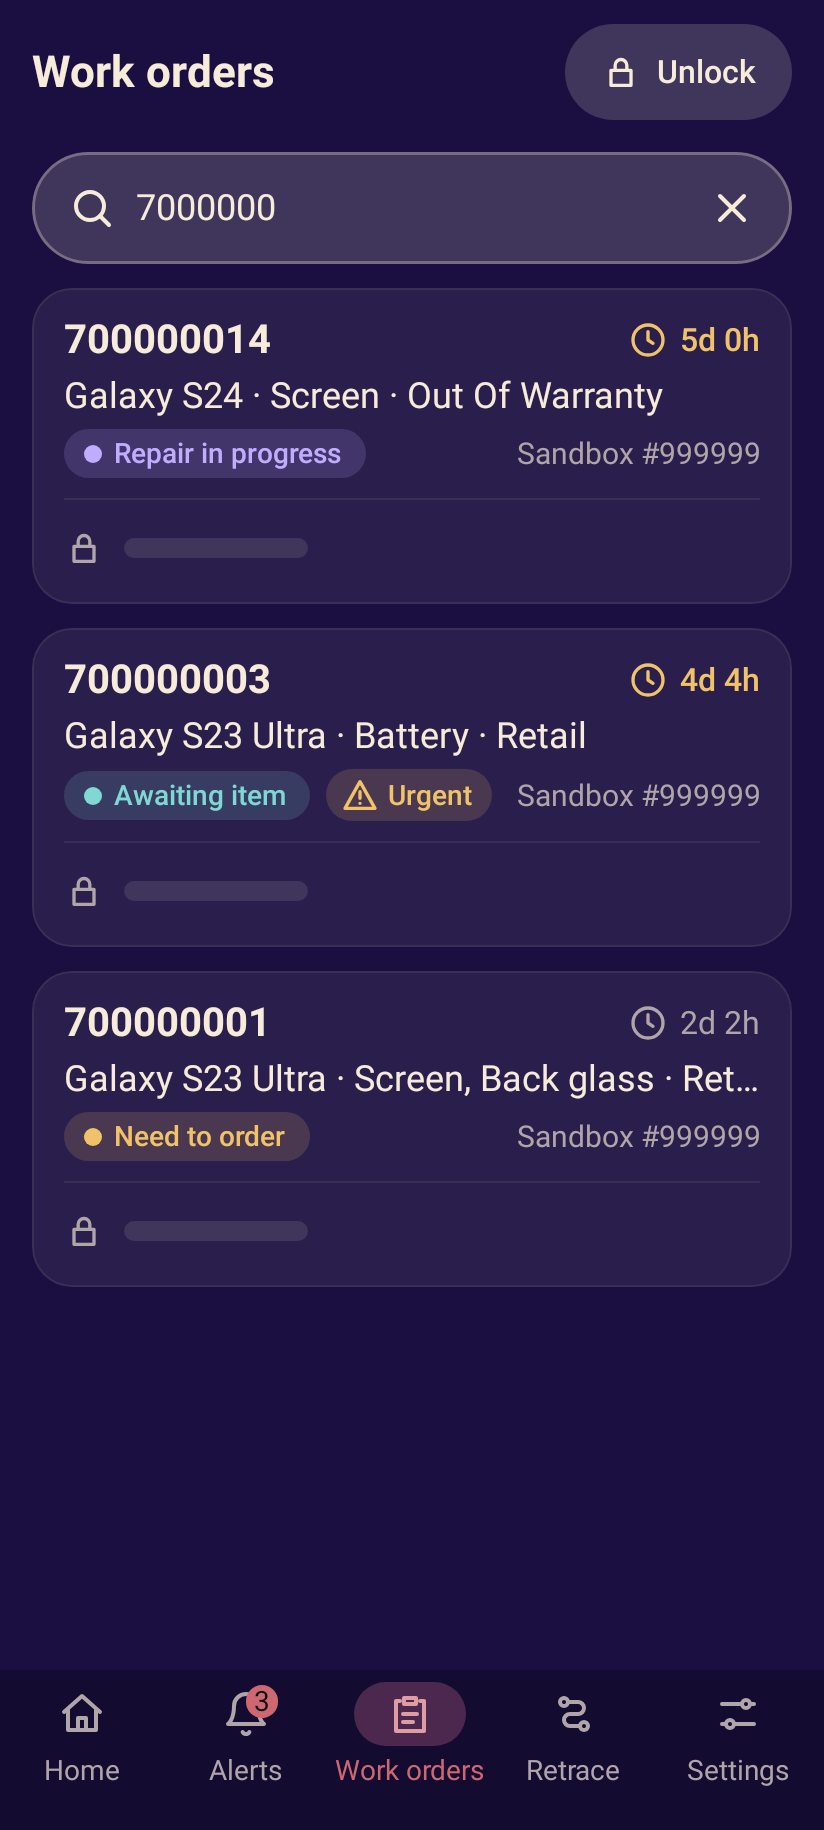 Work orders
Unlock
7000000
700000014
5d 0h
Galaxy S24 · Screen · Out Of Warranty
Repair in progress
Sandbox #999999
700000003
4d 4h
Galaxy S23 Ultra · Battery · Retail
Awaiting item
Urgent
Sandbox #999999
700000001
2d 2h
Galaxy S23 Ultra · Screen, Back glass · Ret...
Need to order
Sandbox #999999
3
Home
Alerts
Work orders
Retrace
Settings